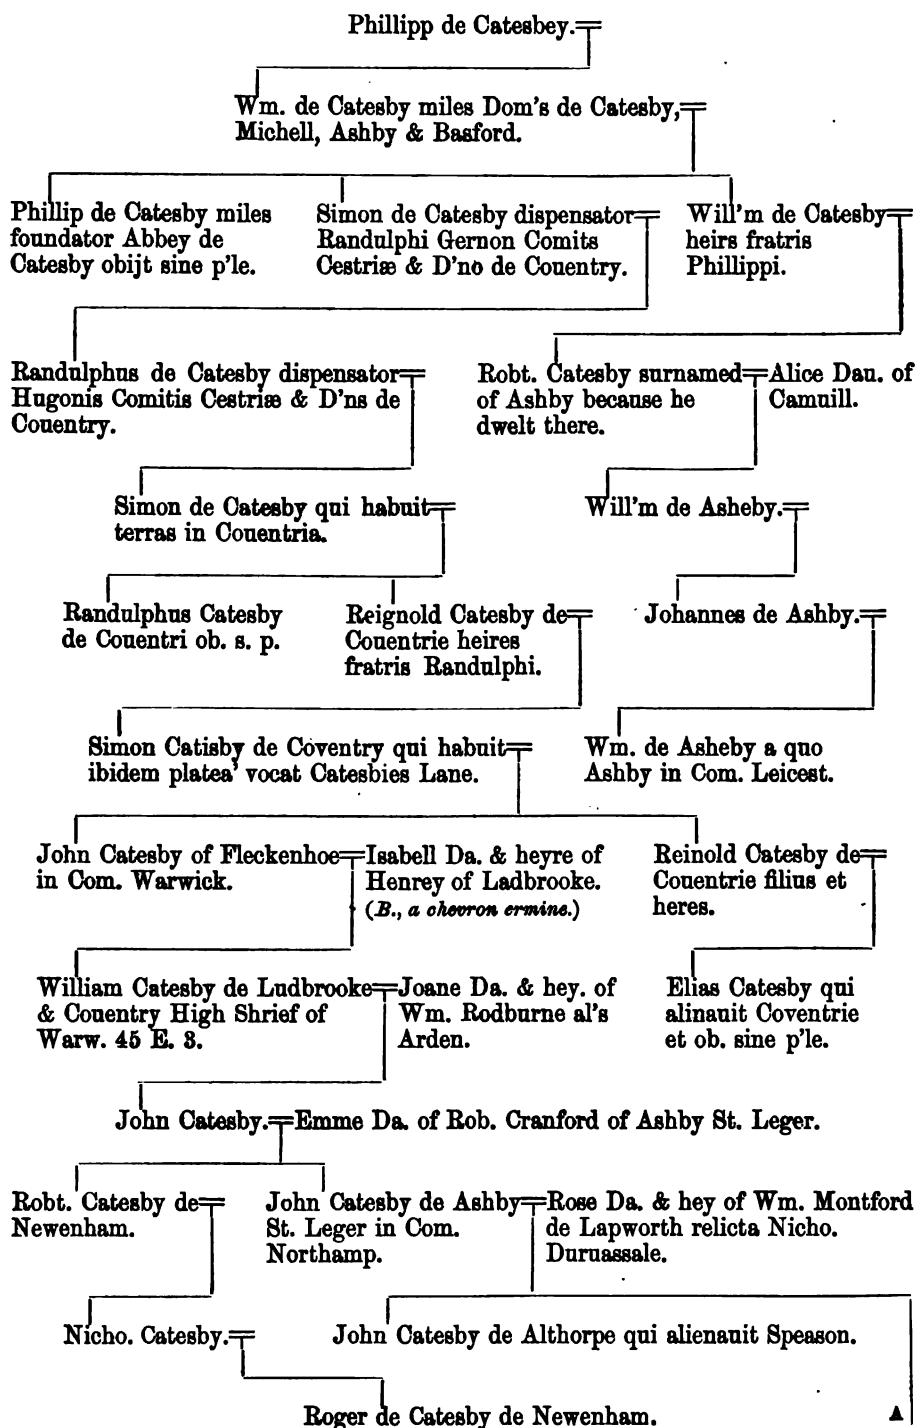 Phillipp de Catesbey.
Wm. de Catesby miles Dom's de Catesby,
Michell, Ashby & Basford.
Phillip de Catesby miles
foundator Abbey de
Catesby obijt sine p'le.
Simon de Catesby dispensator
Randulphi Gernon Comits
Cestriæ & D'no de Couentry.
Will'm de Catesby
heirs fratris
Phillippi.
Randulphus de Catesby dispensator
Hugonis Comitis Cestriæ & D'ns de
Couentry.
Robt. Catesby surnamed
of Ashby because he
dwelt there.
Alice Dau. of
Camuill.
Simon de Catesby qui habuit
terras in Couentria.
Will'm de Asheby.
Randulphus Catesby
de Couentri ob. s. p.
Reignold Catesby de
Couentrie heires
fratris Randulphi.
Johannes de Ashby.
Simon Catisby de Coventry qui habuit
ibidem platea' vocat Catesbies Lane.
Wm. de Asheby a quo
Ashby in Com. Leicest.
John Catesby of Fleckenhoe
in Com. Warwick.
Isabell Da. & heyre of
Henrey of Ladbrooke.
(B., a chevron ermine.)
Reinold Catesby de
Couentrie filius et
heres.
William Catesby de Ludbrooke
& Couentry High Shrief of
Warw. 45 E. 3.
Joane Da. & hey. of
Wm. Rodburne al's
Arden.
Elias Catesby qui
alinauit Coventrie
et ob. sine p'le.
John Catesby.
Emme Da. of Rob. Cranford of Ashby St. Leger.
Robt. Catesby de
Newenham.
John Catesby de Ashby
St. Leger in Com.
Northamp.
Rose Da. & hey of Wm. Montford
de Lapworth relicta Nicho.
Duruassale.
Nicho. Catesby.
John Catesby de Althorpe qui alienauit Speason.
Roger de Catesby de Newenham.
A